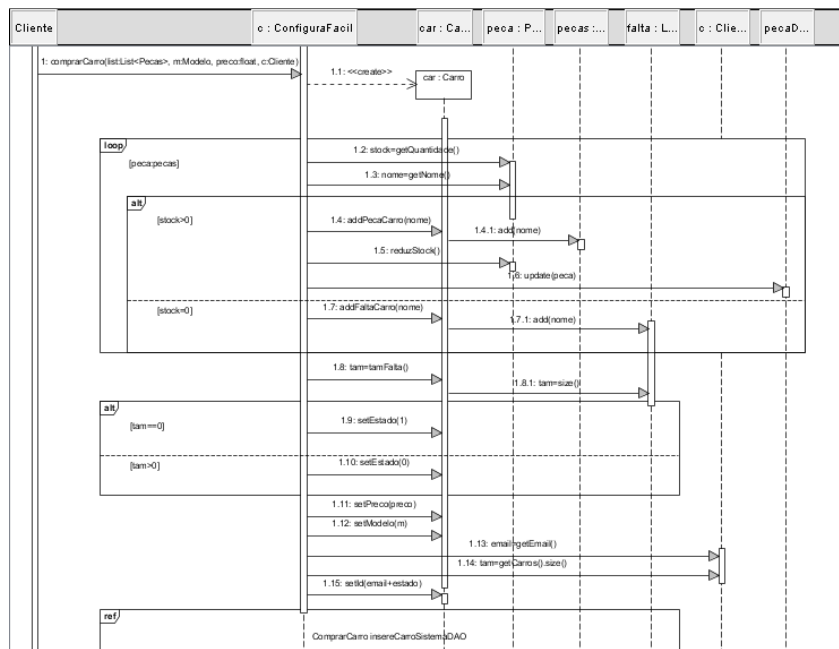 Cliente
c : ConfiguraFacil
car : Ca...
peca : P...
pecas :...
falta : L...
c : Clie...
pecaD...
1: comprarCarro(list:List<Pecas>, m:Modelo, preco:float, c:Cliente)
1.1: <<create>>
car : Carro
loop
[peca:pecas]
1.2: stock=getQuantidade()
1.3: nome=getNome()
alt
[stock>0]
1.4: addPecaCarro(nome)
1.4.1: add(nome)
1.5: reduzStock()
1.6: update(peca)
[stock=0]
1.7: addFaltaCarro(nome)
1.7.1: add(nome)
1.8: tam=tamFalta()
1.8.1: tam=size()
alt
[tam==0]
1.9: setEstado(1)
[tam>0]
1.10: setEstado(0)
1.11: setPreco(preco)
1.12: setModelo(m)
1.13: email=getEmail()
1.14: tam=getCarros().size()
1.15: setId(email+estado)
ref
ComprarCarro insereCarroSistemaDAO